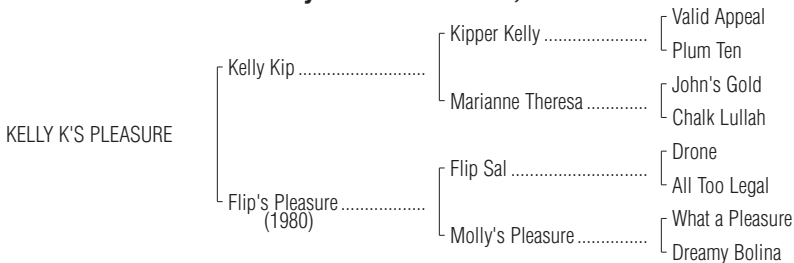 Valid Appeal
Kipper Kelly ......................
Plum Ten
Kelly Kip ...........................
John's Gold
Marianne Theresa .............
Chalk Lullah
KELLY K'S PLEASURE
Drone
Flip Sal .............................
All Too Legal
Flip's Pleasure ..................
(1980)
What a Pleasure
Molly's Pleasure ...............
Dreamy Bolina